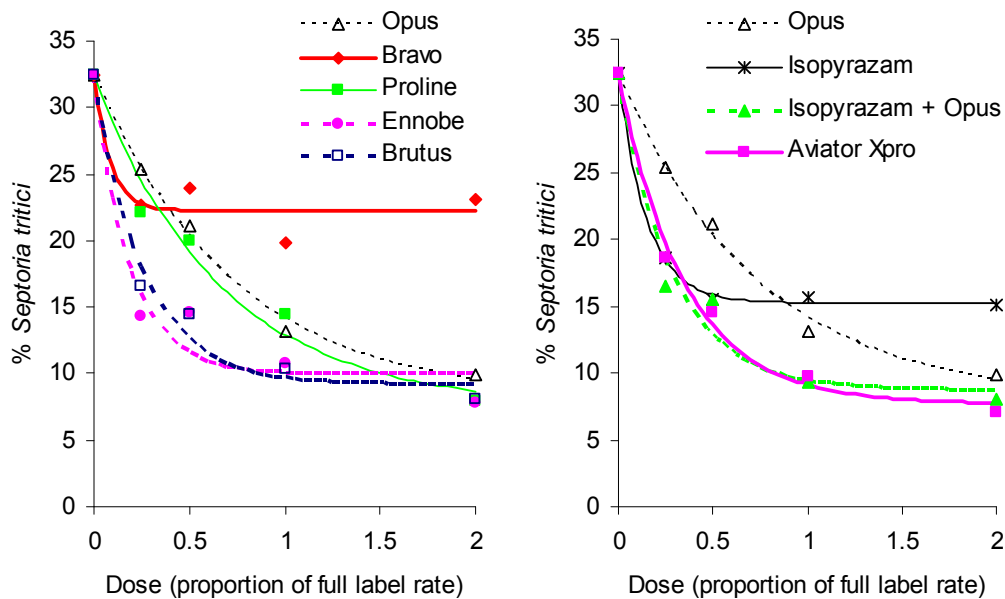 Opus
Bravo
Proline
Ennobe
Brutus
35
30
25
20
15
10
5
0
% Septoria tritici
0 0.5 1 1.5 2
Dose (proportion of full label rate)
Opus
Isopyrazam
Isopyrazam + Opus
Aviator Xpro
35
30
25
20
15
10
5
0
% Septoria tritici
0 0.5 1 1.5 2
Dose (proportion of full label rate)